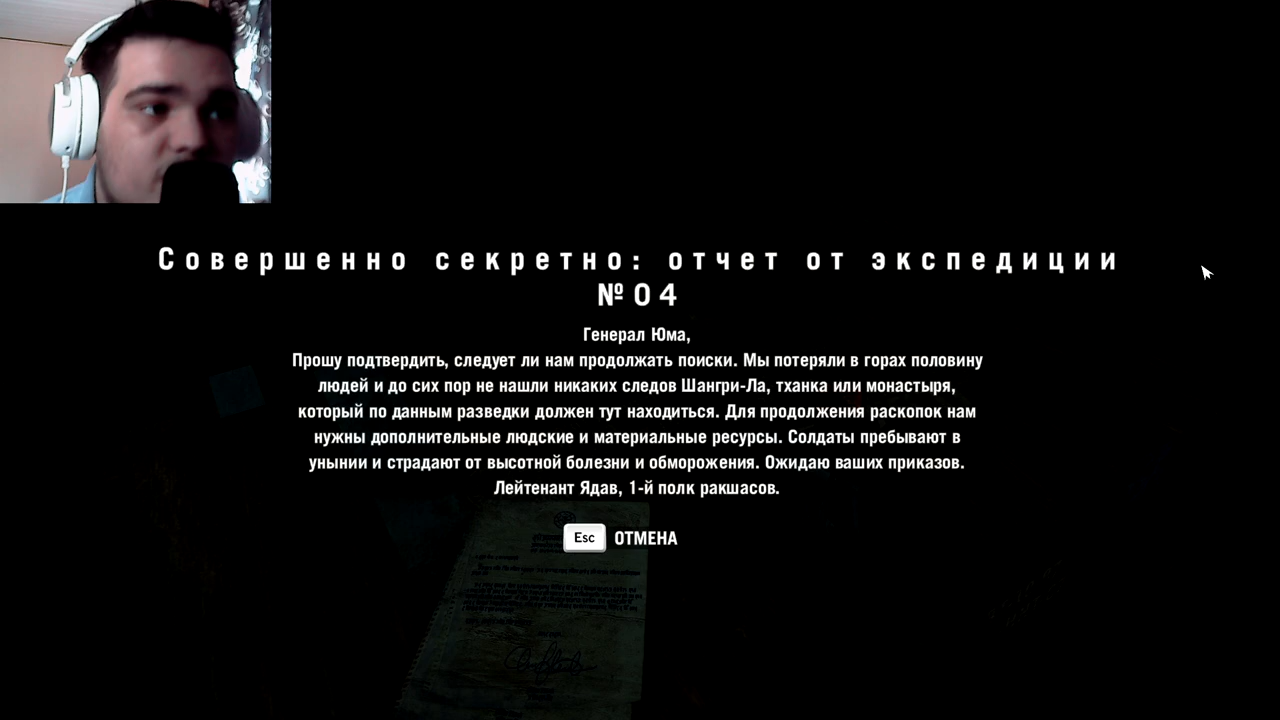 Совершенно секретно: отчет от экспедиции
№04
Генерал Юма,
Прошу подтвердить, следует ли нам продолжать поиски. Мы потеряли в горах половину
людей и до сих пор не нашли никаких следов Шангри-Ла, тханка или монастыря,
который по данным разведки должен тут находиться. Для продолжения раскопок нам
нужны дополнительные людские и материальные ресурсы. Солдаты пребывают в
унынии и страдают от высотной болезни и обморожения. Ожидаю ваших приказов.
Лейтенант Ядав, 1-й полк ракшасов.
Esc ОТМЕНА